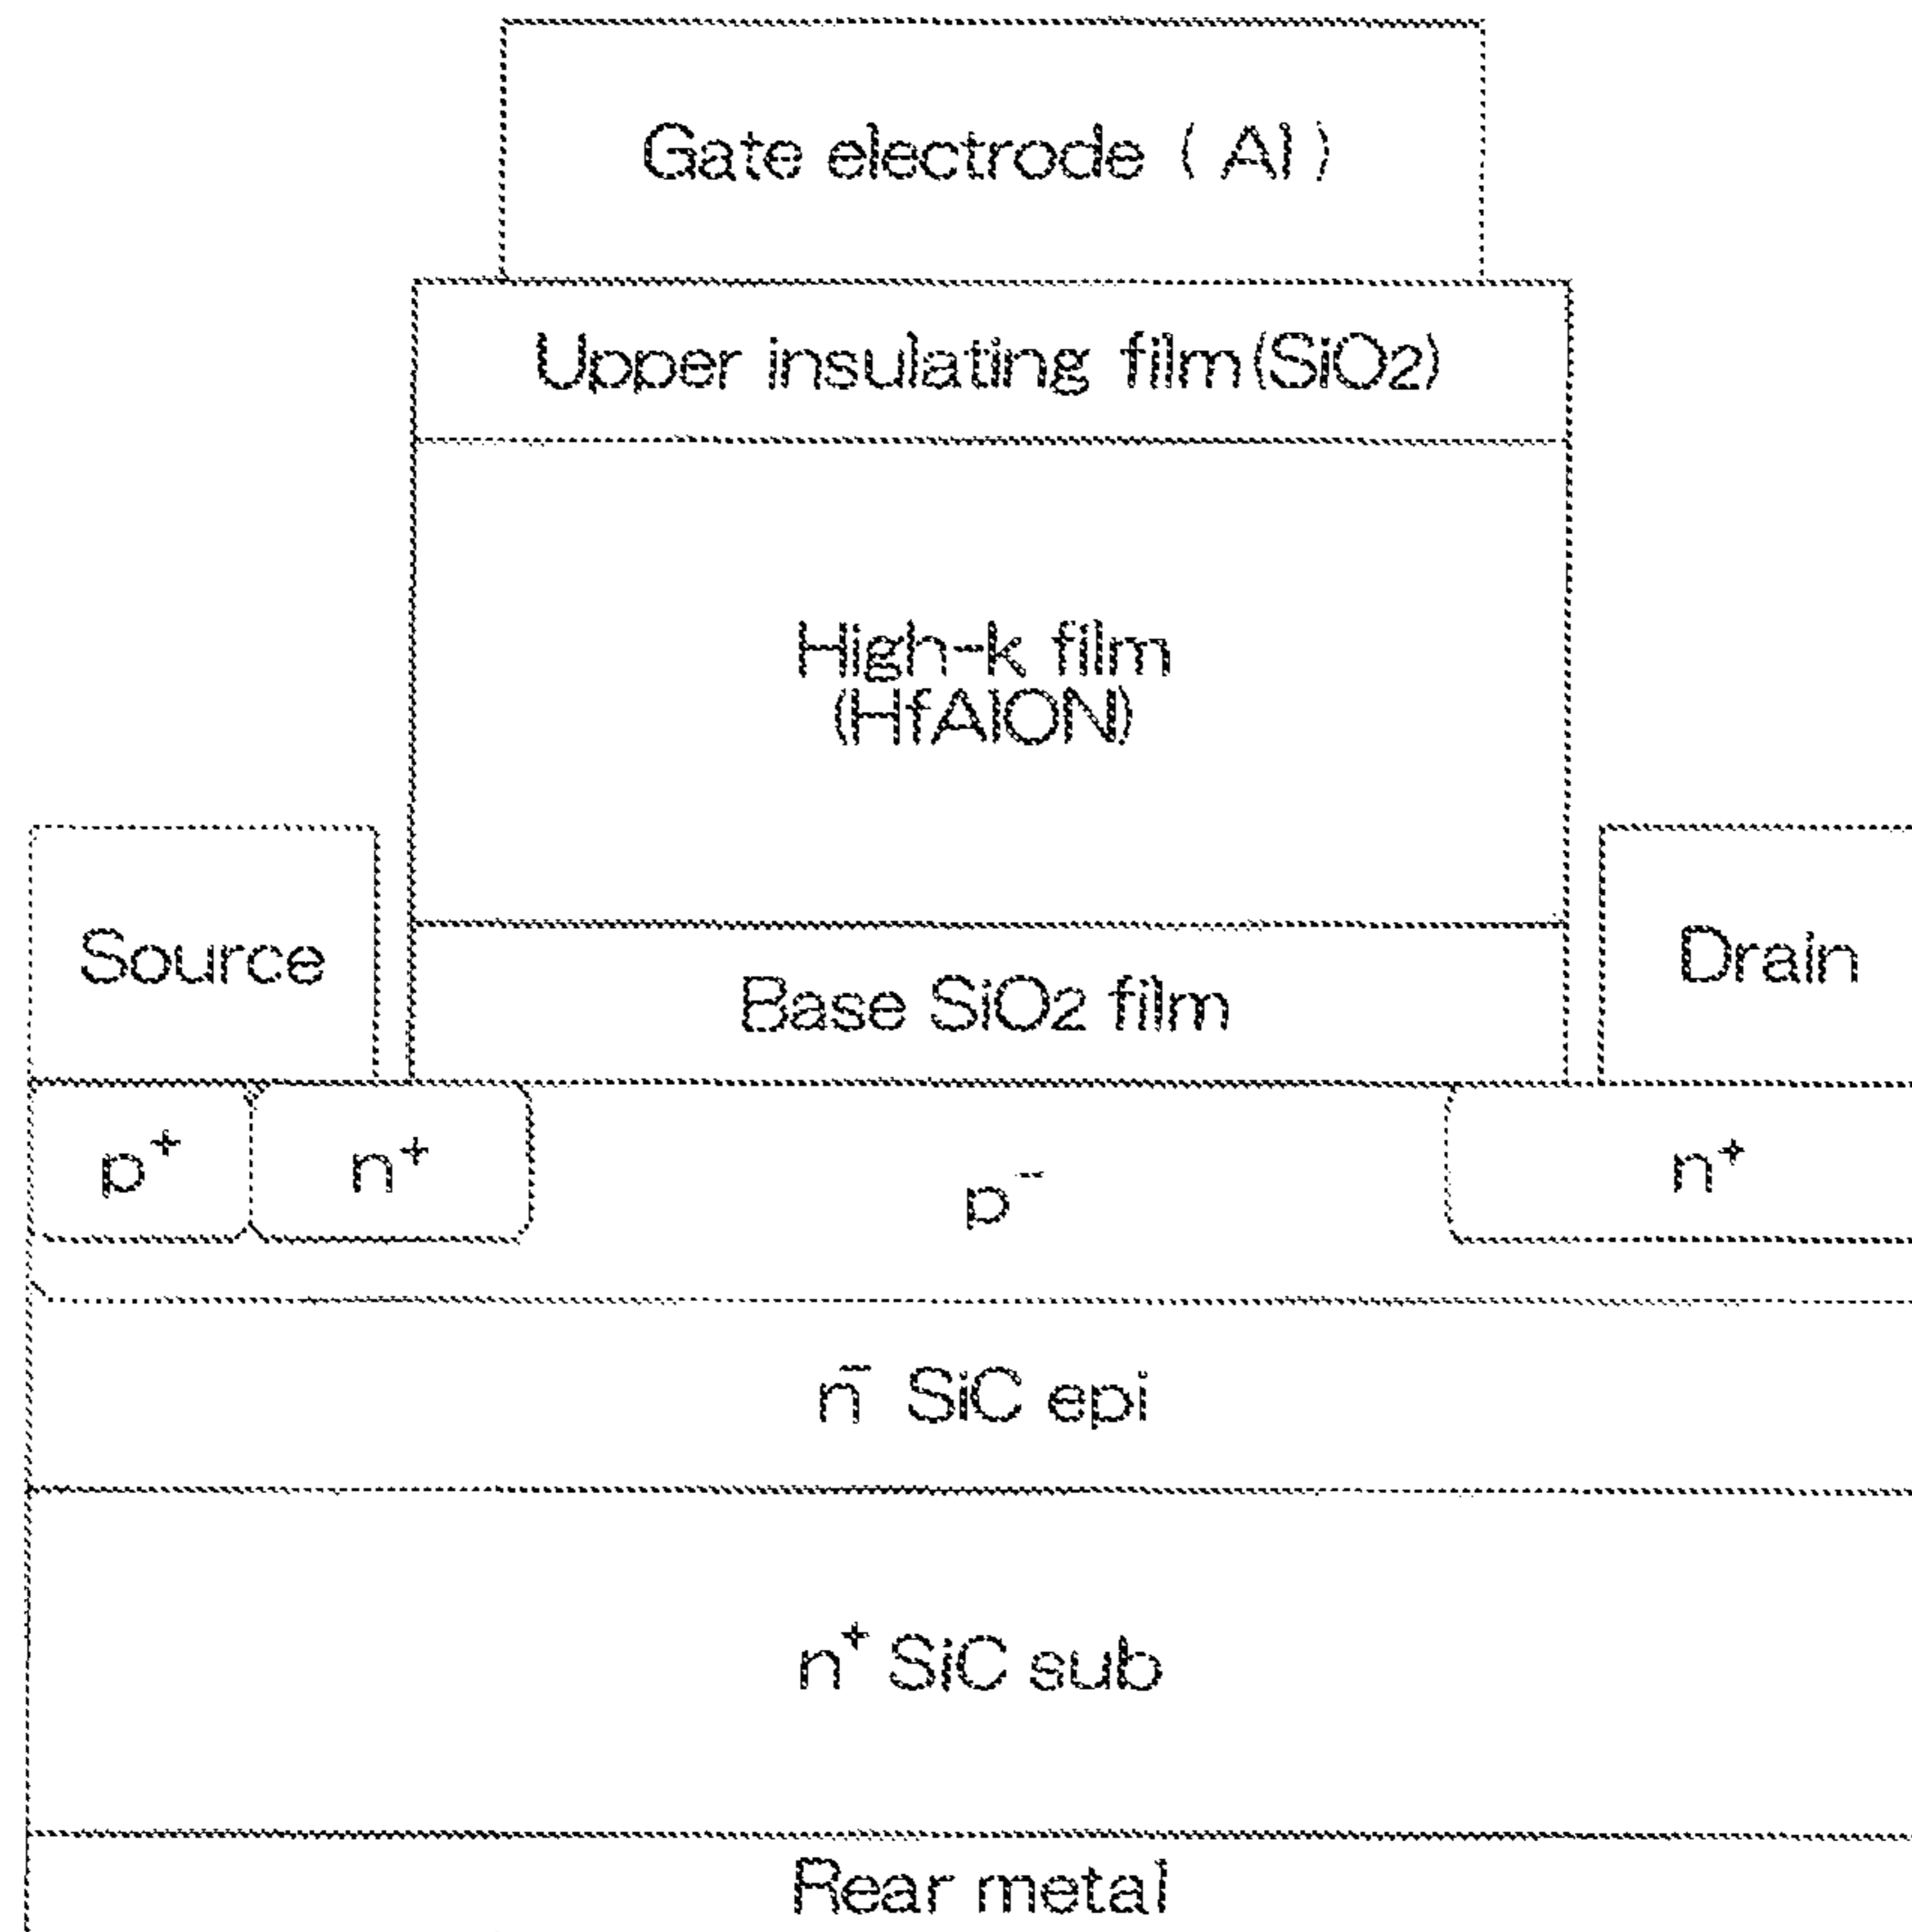 Gate electrode ( Al )
Upper insulating film(SiO2)
High-k film
(HfAlON)
Source
Drain
Base SiO2 film
p⁺
n⁺
p⁻
n⁺
n⁻ SiC epi
n⁺ SiC sub
Rear metal